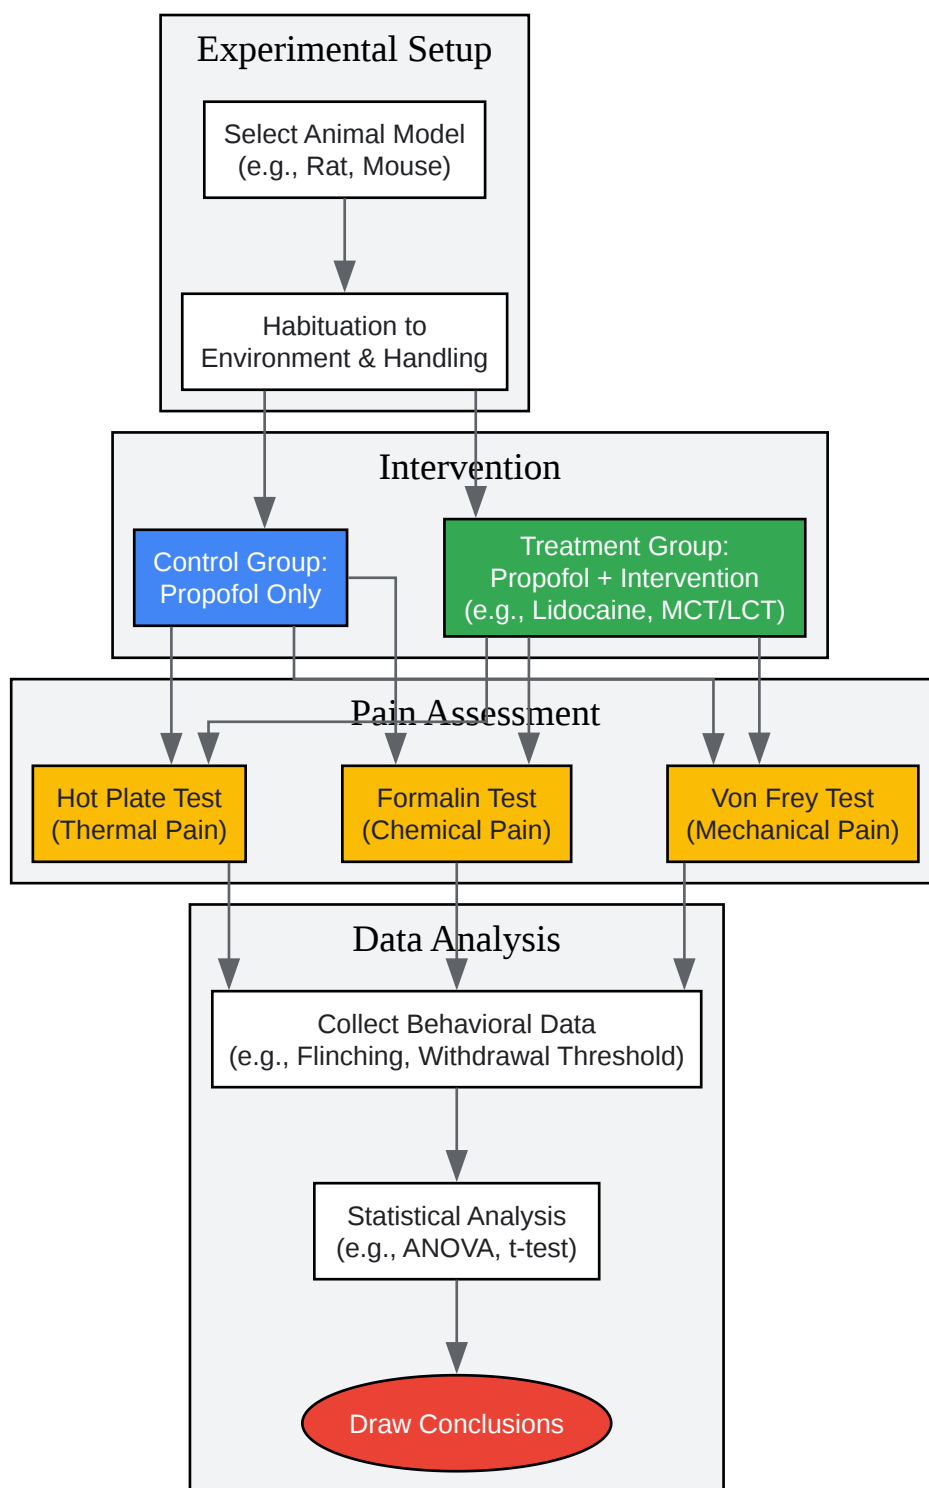 Experimental Setup
Select Animal Model
(e.g., Rat, Mouse)
Habituation to
Environment & Handling
Intervention
Control Group:
Propofol Only
Treatment Group:
Propofol + Intervention
(e.g., Lidocaine, MCT/LCT)
Pain Assessment
Hot Plate Test
(Thermal Pain)
Formalin Test
(Chemical Pain)
Von Frey Test
(Mechanical Pain)
Data Analysis
Collect Behavioral Data
(e.g., Flinching, Withdrawal Threshold)
Statistical Analysis
(e.g., ANOVA, t-test)
Draw Conclusions